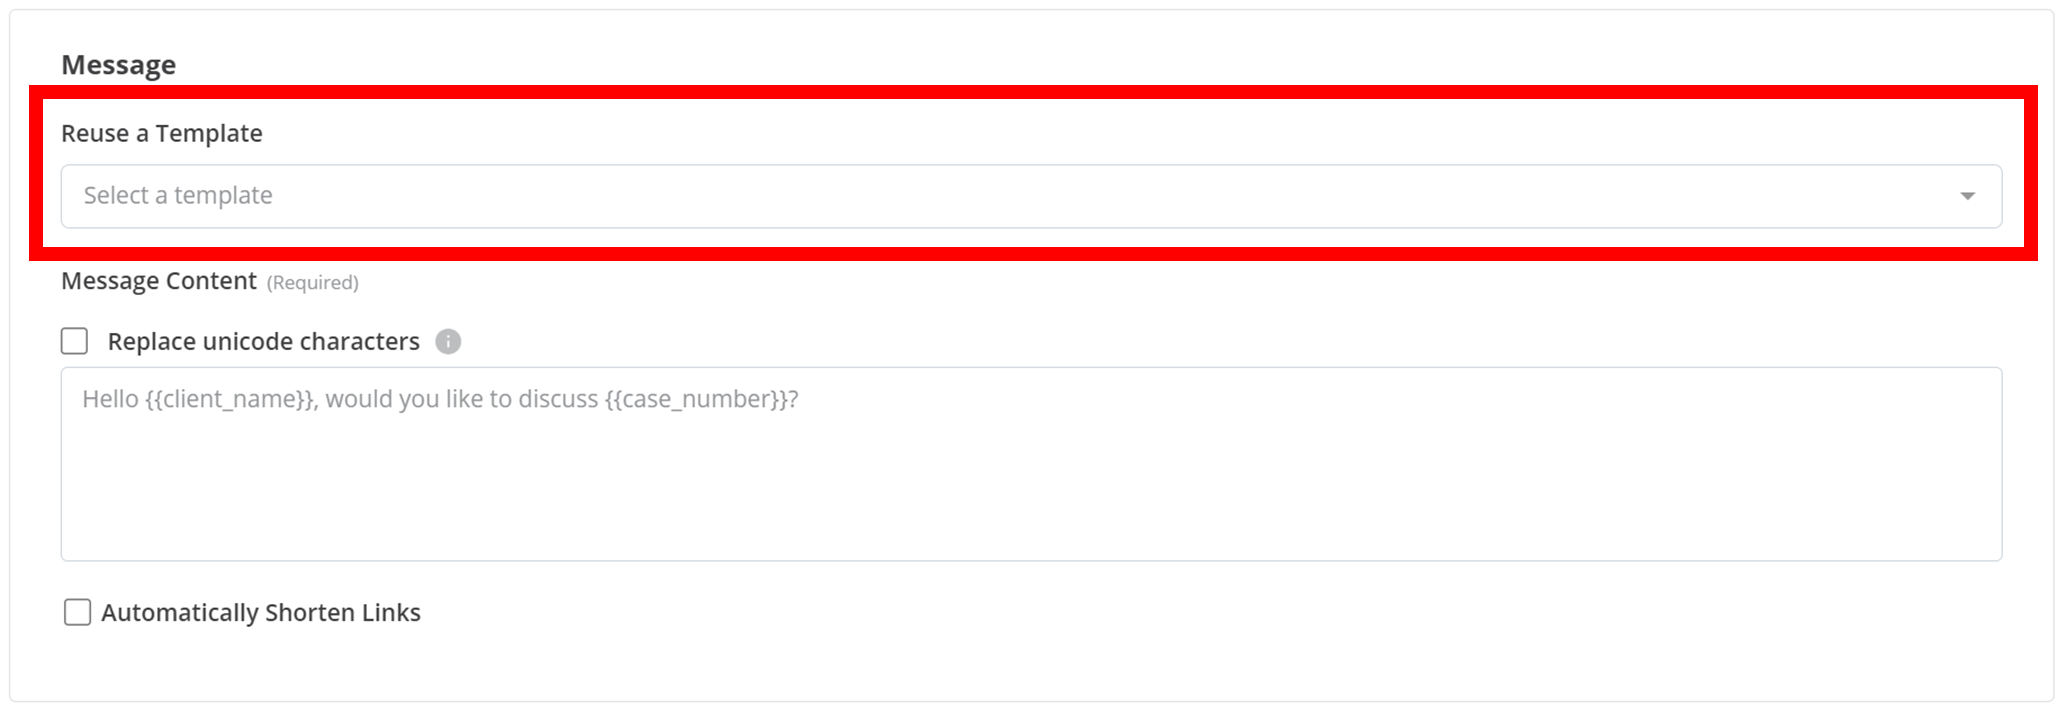 Message
Reuse a Template
Select a template
Message Content (Required)
Replace unicode characters
Hello {{client_name}}, would you like to discuss {{case_number}}?
Automatically Shorten Links